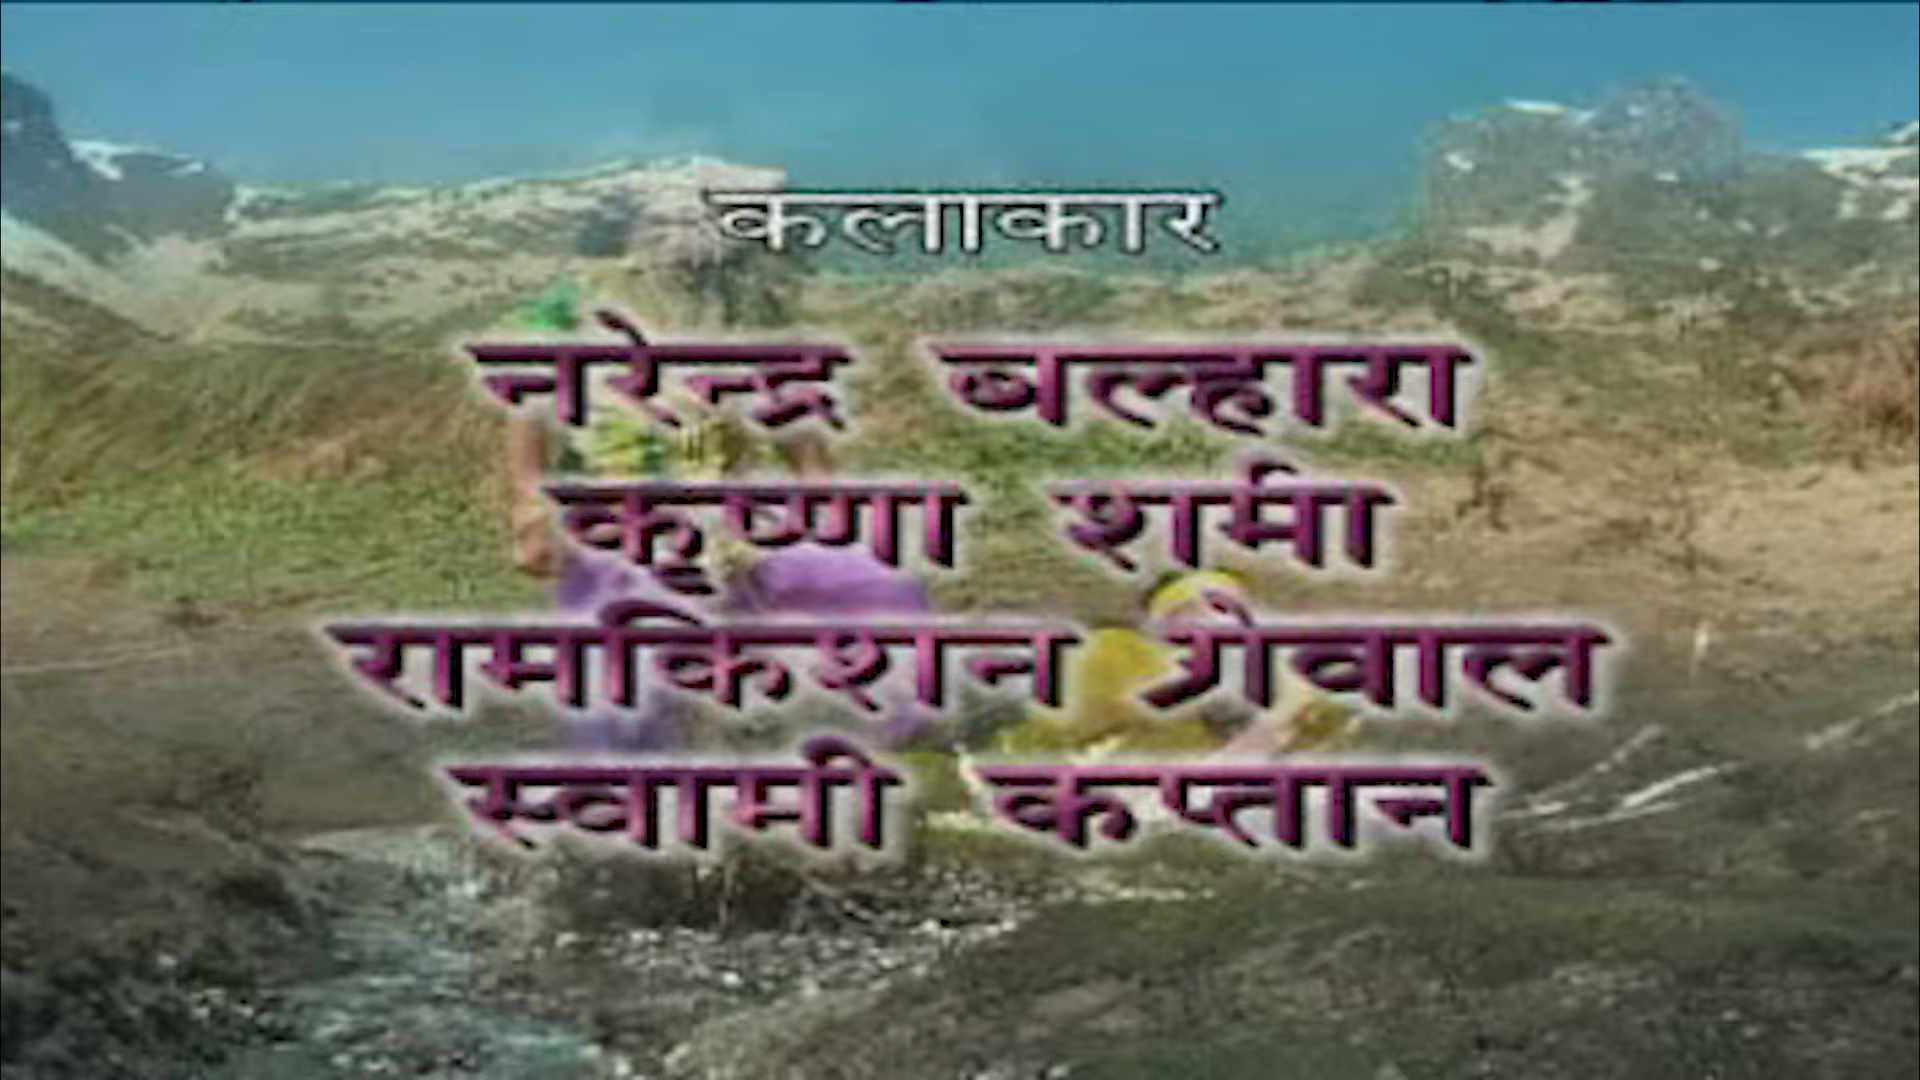 कलाकार
नरेन्द्र बल्हारा
कृष्णा शर्मा
रामकिशन ग्रेवाल
स्वामी कप्तान